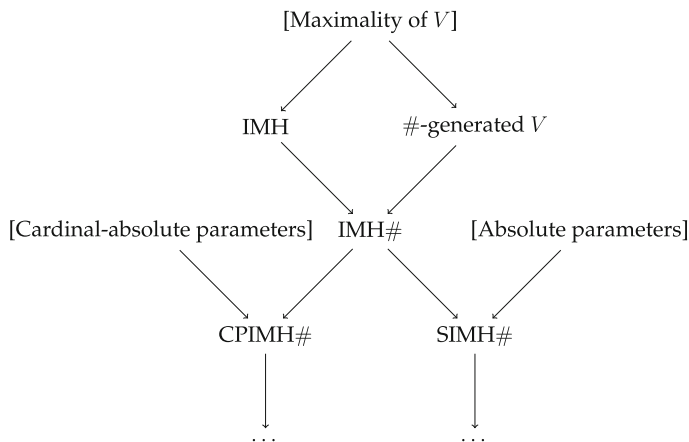 [Maximality of V]
IMH #-generated V
[Cardinal-absolute parameters] IMH# [Absolute parameters]
CPIMH# SIMH#
... ...